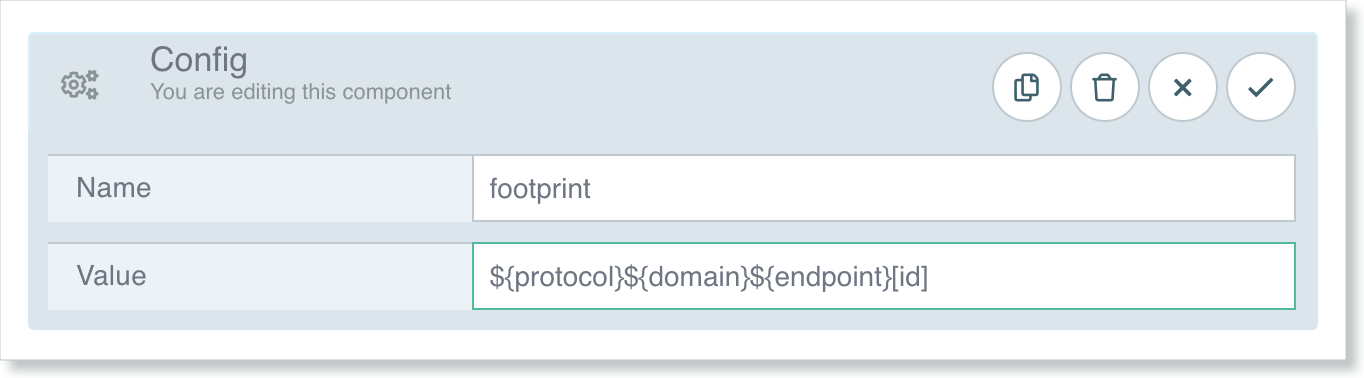 Config
You are editing this component
Name
footprint
Value
${protocol}${domain}${endpoint}[id]